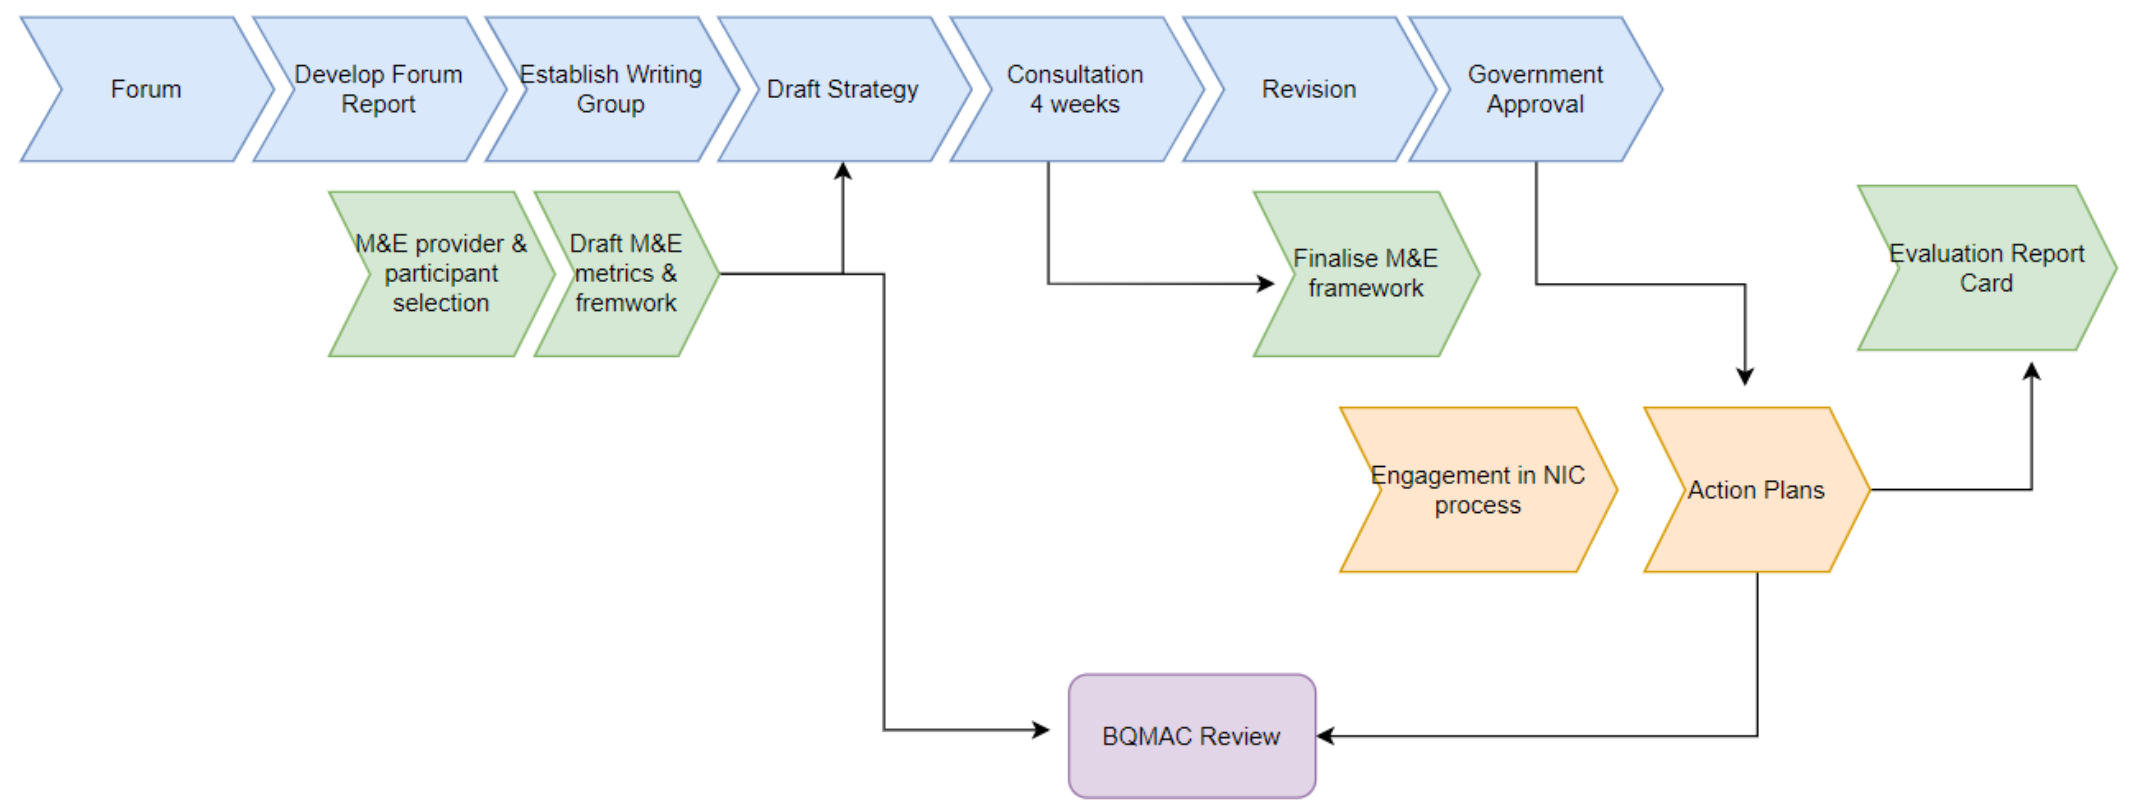 Forum
Develop Forum
Report
Establish Writing
Group
Draft Strategy
Consultation
4 weeks
Revision
Government
Approval
M&E provider &
participant
selection
Draft M&E
metrics &
fremwork
Finalise M&E
framework
Evaluation Report
Card
Engagement in NIC
process
Action Plans
BQMAC Review